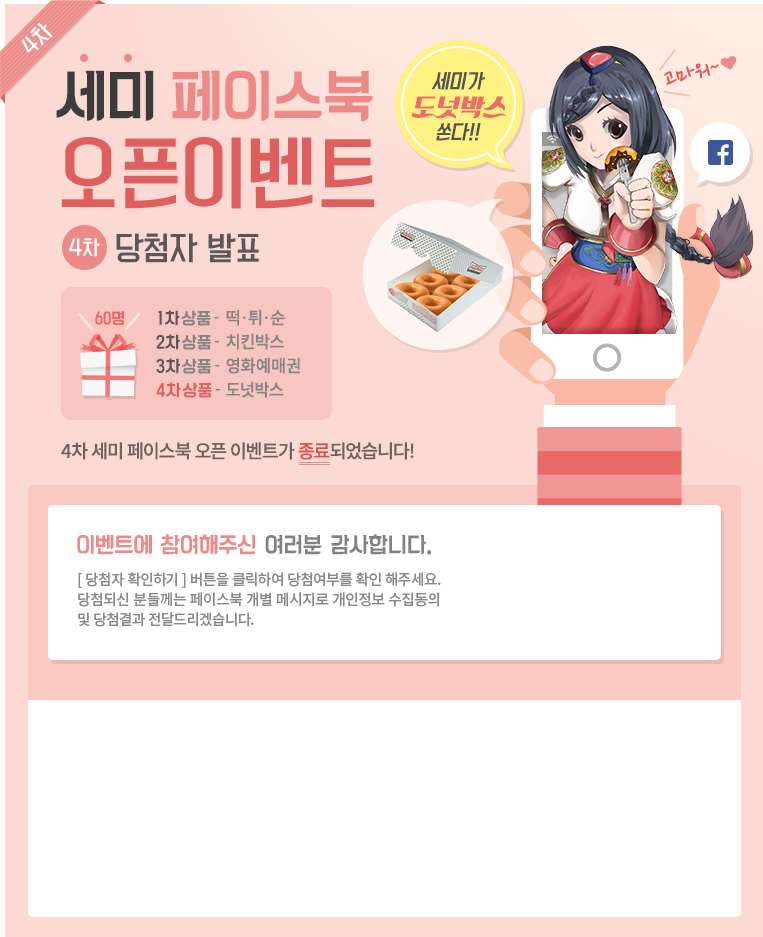 4차
세미 페이스북
오픈이벤트
4차 당첨자 발표
세미가
도넛박스
쏜다!!
고마워~
f
60명
1차상품 - 떡·튀·순
2차상품 - 치킨박스
3차상품 - 영화예매권
4차상품 - 도넛박스
4차 세미 페이스북 오픈 이벤트가 종료되었습니다!
이벤트에 참여해주신 여러분 감사합니다.
[ 당첨자 확인하기 ] 버튼을 클릭하여 당첨여부를 확인 해주세요.
당첨되신 분들께는 페이스북 개별 메시지로 개인정보 수집동의
및 당첨결과 전달드리겠습니다.